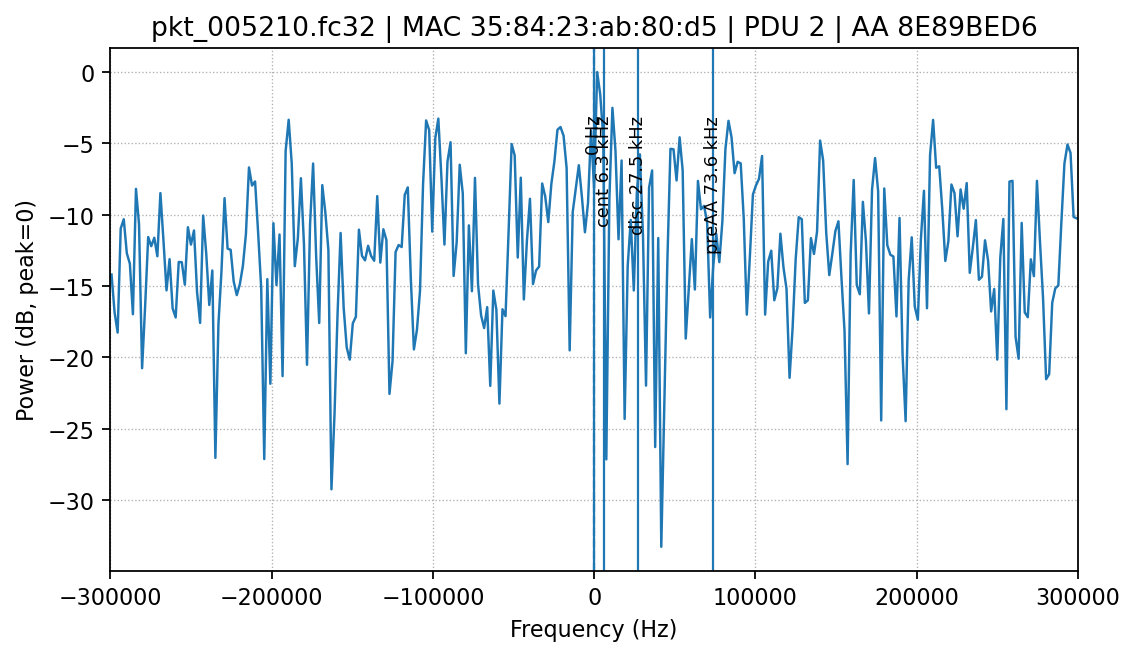 pkt_005210.fc32 | MAC 35:84:23:ab:80:d5 | PDU 2 | AA 8E89BED6
Power (dB, peak=0)
0
−5
−10
−15
−20
−25
−30
0 Hz
cent 6.3 kHz
disc 27.5 kHz
preAA 73.6 kHz
−300000
−200000
−100000
0
100000
200000
300000
Frequency (Hz)